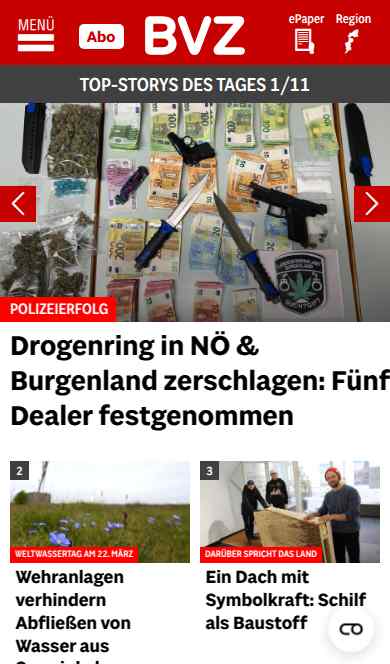 MENÜ
Abo
BVZ
ePaper
Region
TOP-STORYS DES TAGES 1/11
POLIZEIERFOLG
Drogenring in NÖ &
Burgenland zerschlagen: Fünf
Dealer festgenommen
2
WELTWASSERTAG AM 22. MÄRZ
Wehranlagen
verhindern
Abfließen von
Wasser aus
3
DARÜBER SPRICHT DAS LAND
Ein Dach mit
Symbolkraft: Schilf
als Baustoff